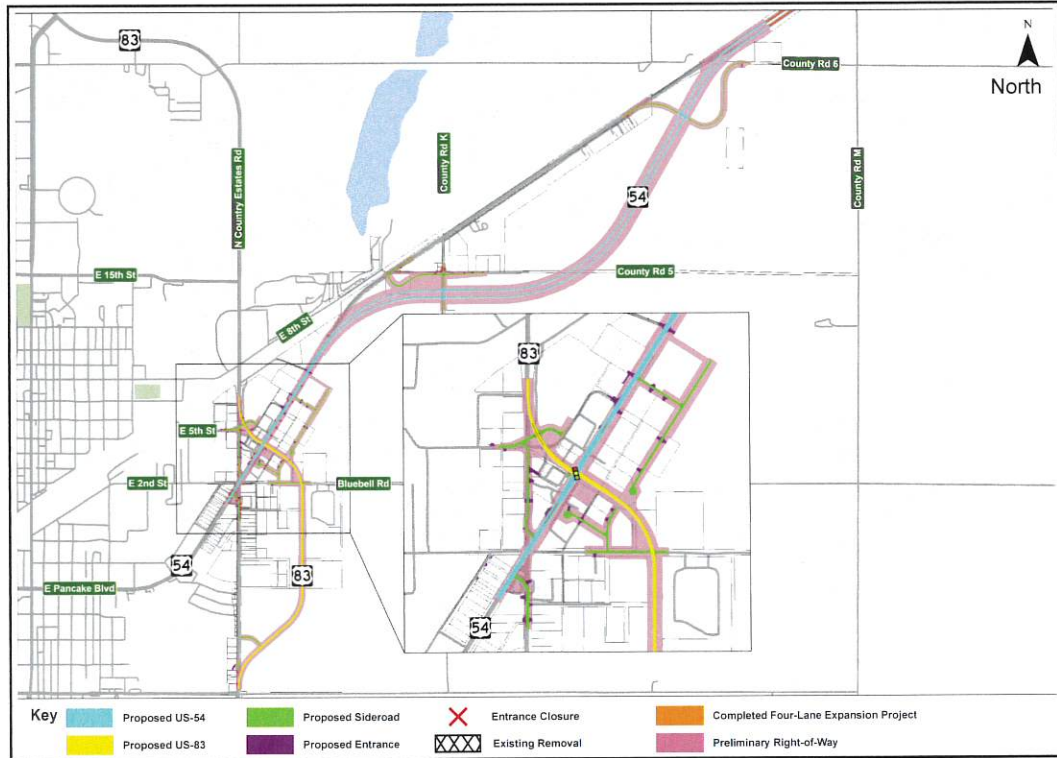 83
N
North
County Rd 6
County Rd K
N Country Estates Rd
County Rd M
54
E 15th St
County Rd 5
E 8th St
83
E 5th St
E 2nd St
Bluebell Rd
54
83
E Pancake Blvd
54
Key
Proposed US-54
Proposed Sideroad
Entrance Closure
Completed Four-Lane Expansion Project
Proposed US-83
Proposed Entrance
Existing Removal
Preliminary Right-of-Way